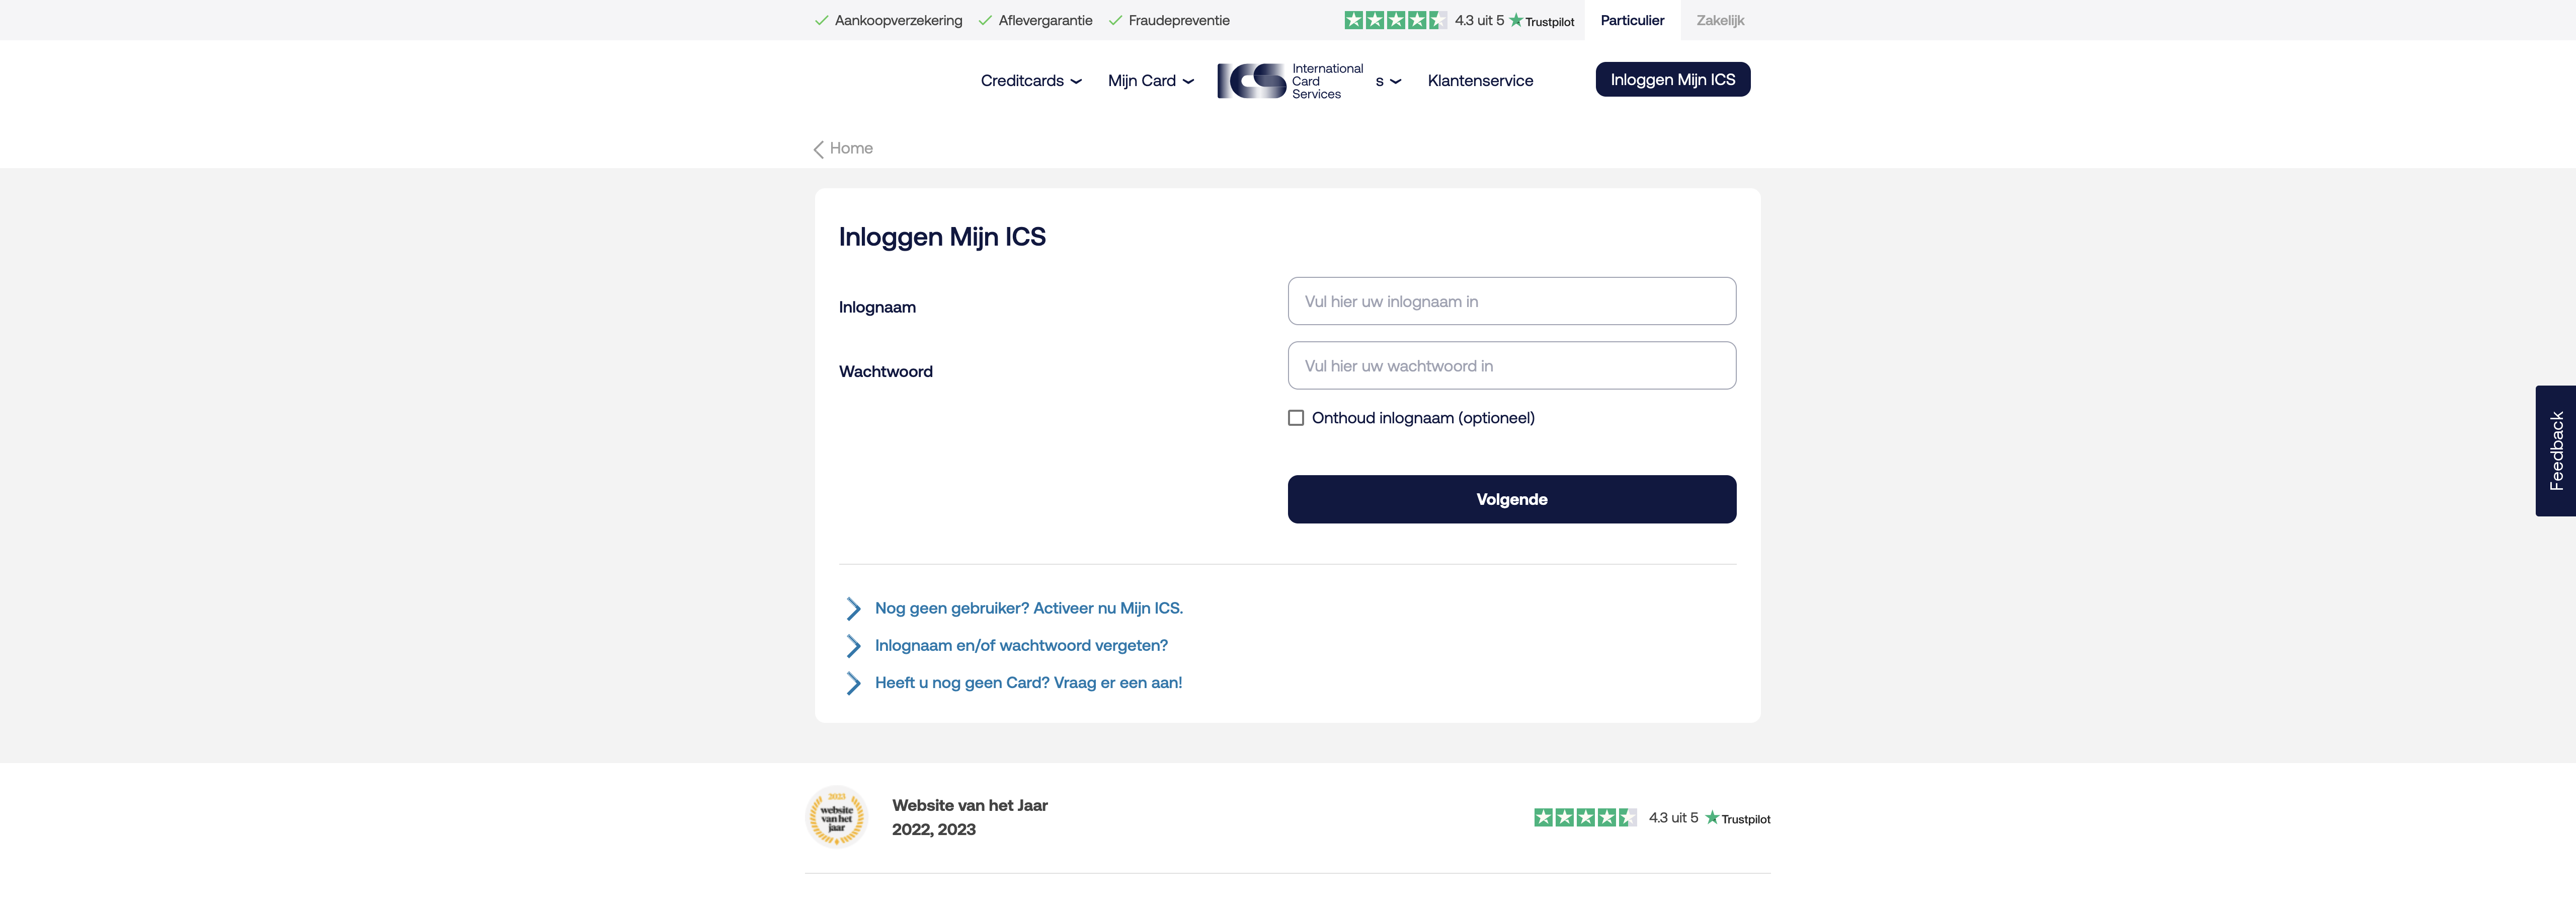 Aankoopverzekering Aflevergarantie Fraudepreventie 4.3 uit 5 Trustpilot Particulier Zakelijk
Creditcards Mijn Card International Card Services s Klantenservice Inloggen Mijn ICS
Home
Inloggen Mijn ICS
Inlognaam Vul hier uw inlognaam in
Wachtwoord Vul hier uw wachtwoord in
Onthoud inlognaam (optioneel)
Volgende
Feedback
Nog geen gebruiker? Activeer nu Mijn ICS.
Inlognaam en/of wachtwoord vergeten?
Heeft u nog geen Card? Vraag er een aan!
2023
website
van het
jaar
Website van het Jaar
2022, 2023
4.3 uit 5 Trustpilot